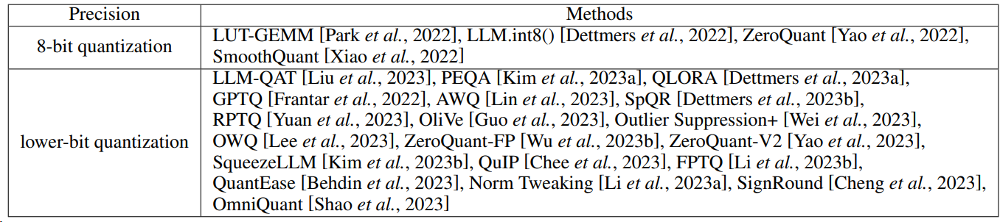 Precision Methods
8-bit quantization
LUT-GEMM [Park et al., 2022], LLM.int8() [Dettmers et al., 2022], ZeroQuant [Yao et al., 2022],
SmoothQuant [Xiao et al., 2022]
lower-bit quantization
LLM-QAT [Liu et al., 2023], PEQA [Kim et al., 2023a], QLORA [Dettmers et al., 2023a],
GPTQ [Frantar et al., 2022], AWQ [Lin et al., 2023], SpQR [Dettmers et al., 2023b],
RPTQ [Yuan et al., 2023], OliVe [Guo et al., 2023], Outlier Suppression+ [Wei et al., 2023],
OWQ [Lee et al., 2023], ZeroQuant-FP [Wu et al., 2023b], ZeroQuant-V2 [Yao et al., 2023],
SqueezeLLM [Kim et al., 2023b], QuIP [Chee et al., 2023], FPTQ [Li et al., 2023b],
QuantEase [Behdin et al., 2023], Norm Tweaking [Li et al., 2023a], SignRound [Cheng et al., 2023],
OmniQuant [Shao et al., 2023]